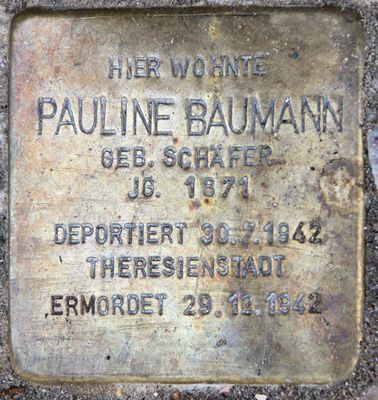 HIER WOHNTE
PAULINE BAUMANN
GEB. SCHÄFER
JG. 1871
DEPORTIERT 30.7.1942
THERESIENSTADT
ERMORDET 29.12.1942